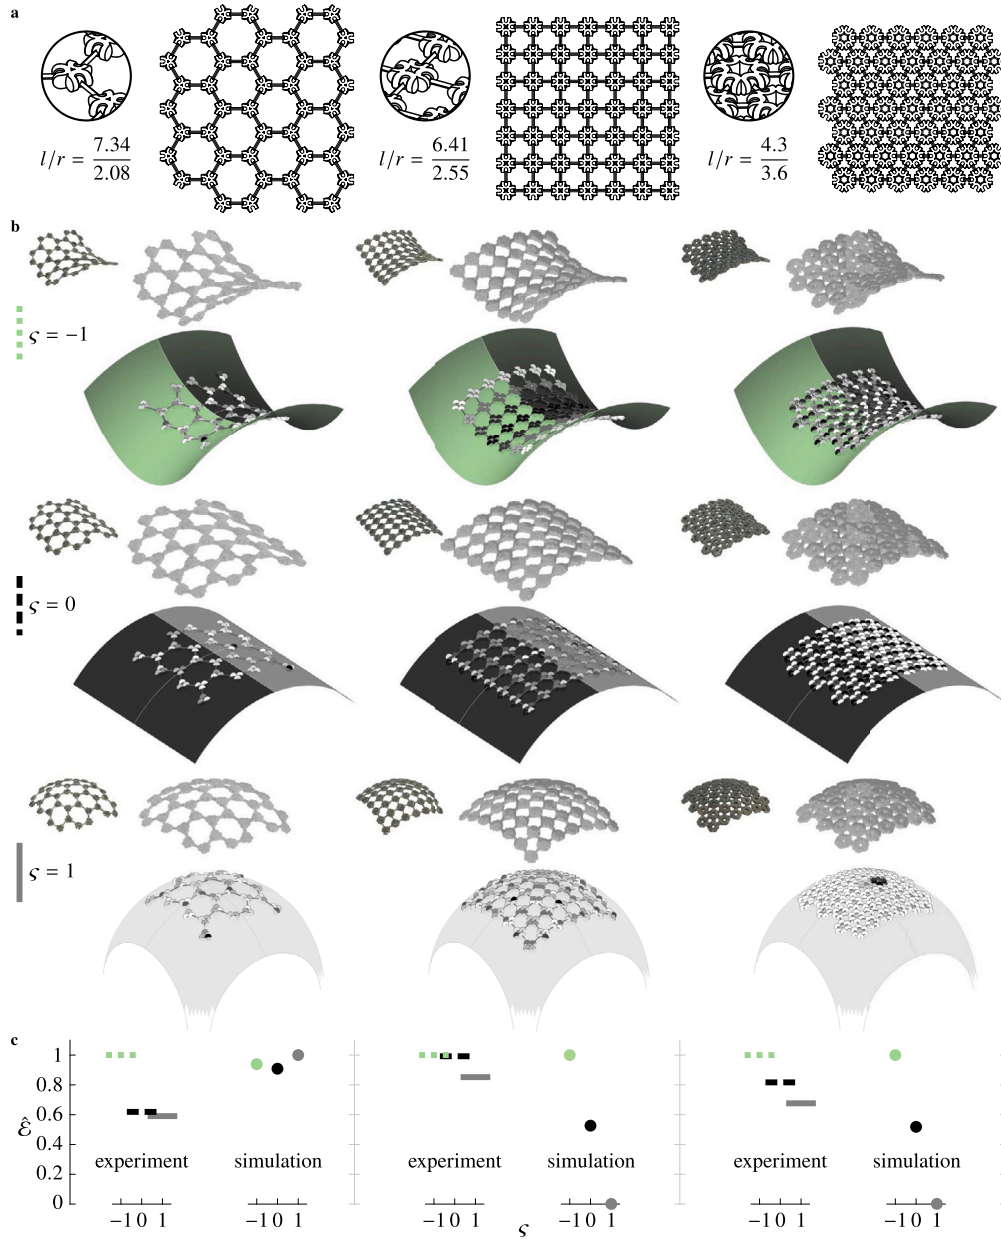 a
l/r = 7.34/2.08
l/r = 6.41/2.55
l/r = 4.3/3.6
b
ς = −1
ς = 0
ς = 1
c
1
0.8
0.6
0.4
0.2
0
ℰ̂
experiment simulation experiment simulation experiment simulation
−1 0 1 −1 0 1 −1 0 1 −1 0 1 −1 0 1 −1 0 1
ς